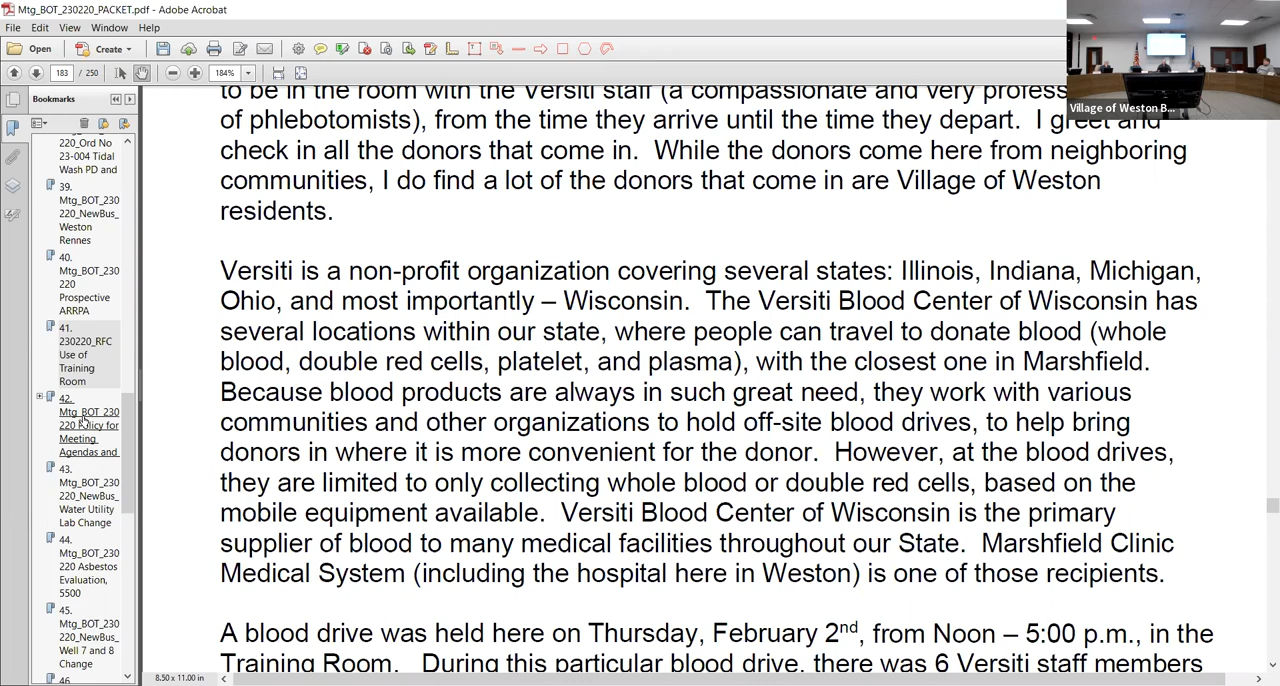 Mtg_BOT_230220_PACKET.pdf - Adobe Acrobat
File Edit View Window Help
Open Create
183 / 250 184%
Village of Weston B...
Bookmarks
220_Ord No
23-004 Tidal
Wash PD and
39.
Mtg_BOT_230
220_NewBus_
Weston
Rennes
40.
Mtg_BOT_230
220
Prospective
ARRPA
41.
230220_RFC
Use of
Training
Room
42.
Mtg_BOT_230
220 Policy for
Meeting
Agendas and
43.
Mtg_BOT_230
220_NewBus_
Water Utility
Lab Change
44.
Mtg_BOT_230
220 Asbestos
Evaluation,
5500
45.
Mtg_BOT_230
220_NewBus_
Well 7 and 8
Change
46
to be in the room with the Versiti staff (a compassionate and very
of phlebotomists), from the time they arrive until the time they depart. I greet and
check in all the donors that come in. While the donors come here from neighboring
communities, I do find a lot of the donors that come in are Village of Weston
residents.
Versiti is a non-profit organization covering several states: Illinois, Indiana, Michigan,
Ohio, and most importantly – Wisconsin. The Versiti Blood Center of Wisconsin has
several locations within our state, where people can travel to donate blood (whole
blood, double red cells, platelet, and plasma), with the closest one in Marshfield.
Because blood products are always in such great need, they work with various
communities and other organizations to hold off-site blood drives, to help bring
donors in where it is more convenient for the donor. However, at the blood drives,
they are limited to only collecting whole blood or double red cells, based on the
mobile equipment available. Versiti Blood Center of Wisconsin is the primary
supplier of blood to many medical facilities throughout our State. Marshfield Clinic
Medical System (including the hospital here in Weston) is one of those recipients.
A blood drive was held here on Thursday, February 2nd, from Noon – 5:00 p.m., in the
Training Room. During this particular blood drive, there was 6 Versiti staff members
8.50 x 11.00 in